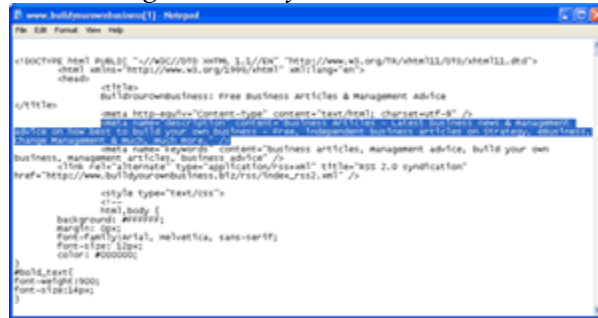 www.buildyourownbusiness[1] - Notepad
File Edit Format View Help
<!DOCTYPE html PUBLIC "-//W3C//DTD XHTML 1.1//EN" "http://www.w3.org/TR/xhtml11/DTD/xhtml11.dtd">
<html xmlns="http://www.w3.org/1999/xhtml" xml:lang="en">
<head>
<title>
BuildYourOwnBusiness: Free Business Articles & Management Advice
</title>
<meta http-equiv="Content-type" content="text/html; charset=utf-8" />
<meta name="description" content="Business Articles - Latest business news & management
advice on how best to build your own business - Free, independent business articles on Strategy, eBusiness,
Change Management & much, much more." />
<meta name="keywords" content="business articles, management advice, build your own
business, management articles, business advice" />
<link rel="alternate" type="application/rss+xml" title="RSS 2.0 syndication"
href="http://www.buildyourownbusiness.biz/rss/index_rss2.xml" />
<style type="text/css">
<!--
html,body {
background: #FFFFFF;
margin: 0px;
font-family:Arial, Helvetica, sans-serif;
font-size: 12px;
color: #000000;
}
#bold_text{
font-weight:900;
font-size:14px;
}